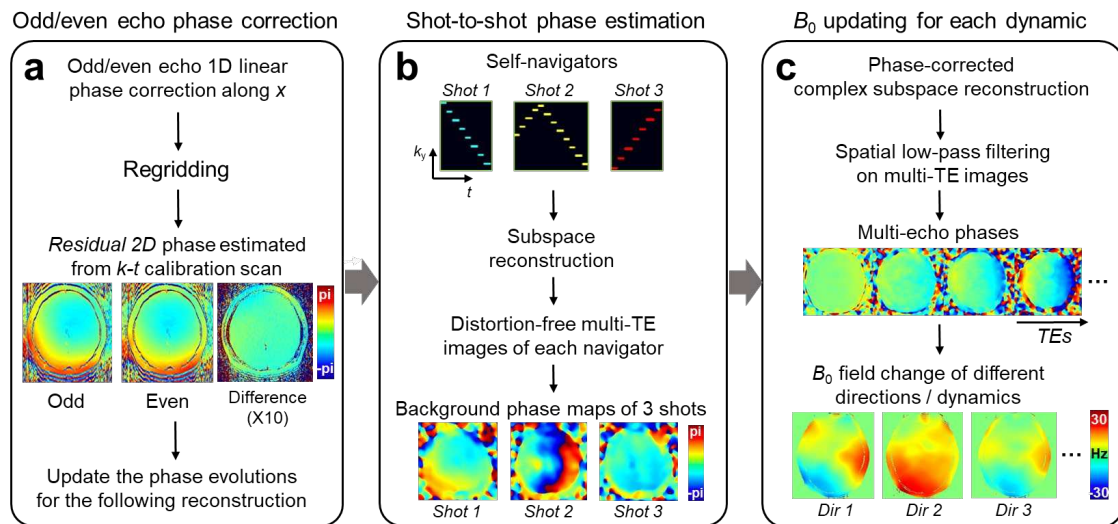 Odd/even echo phase correction
a
Odd/even echo 1D linear
phase correction along x
Regridding
Residual 2D phase estimated
from k-t calibration scan
pi
-pi
Odd
Even
Difference
(X10)
Update the phase evolutions
for the following reconstruction
Shot-to-shot phase estimation
b
Self-navigators
Shot 1
Shot 2
Shot 3
ky
t
Subspace
reconstruction
Distortion-free multi-TE
images of each navigator
Background phase maps of 3 shots
pi
-pi
Shot 1
Shot 2
Shot 3
B0 updating for each dynamic
c
Phase-corrected
complex subspace reconstruction
Spatial low-pass filtering
on multi-TE images
Multi-echo phases
...
TEs
B0 field change of different
directions / dynamics
30
Hz
-30
...
Dir 1
Dir 2
Dir 3